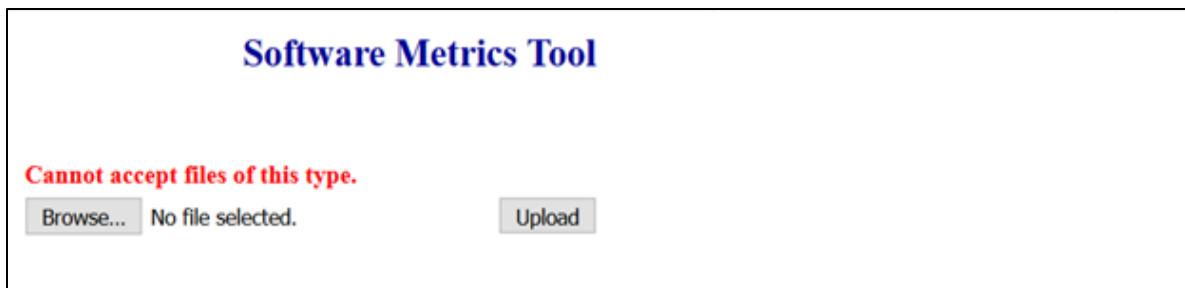 Software Metrics Tool
Cannot accept files of this type.
Browse... No file selected. Upload